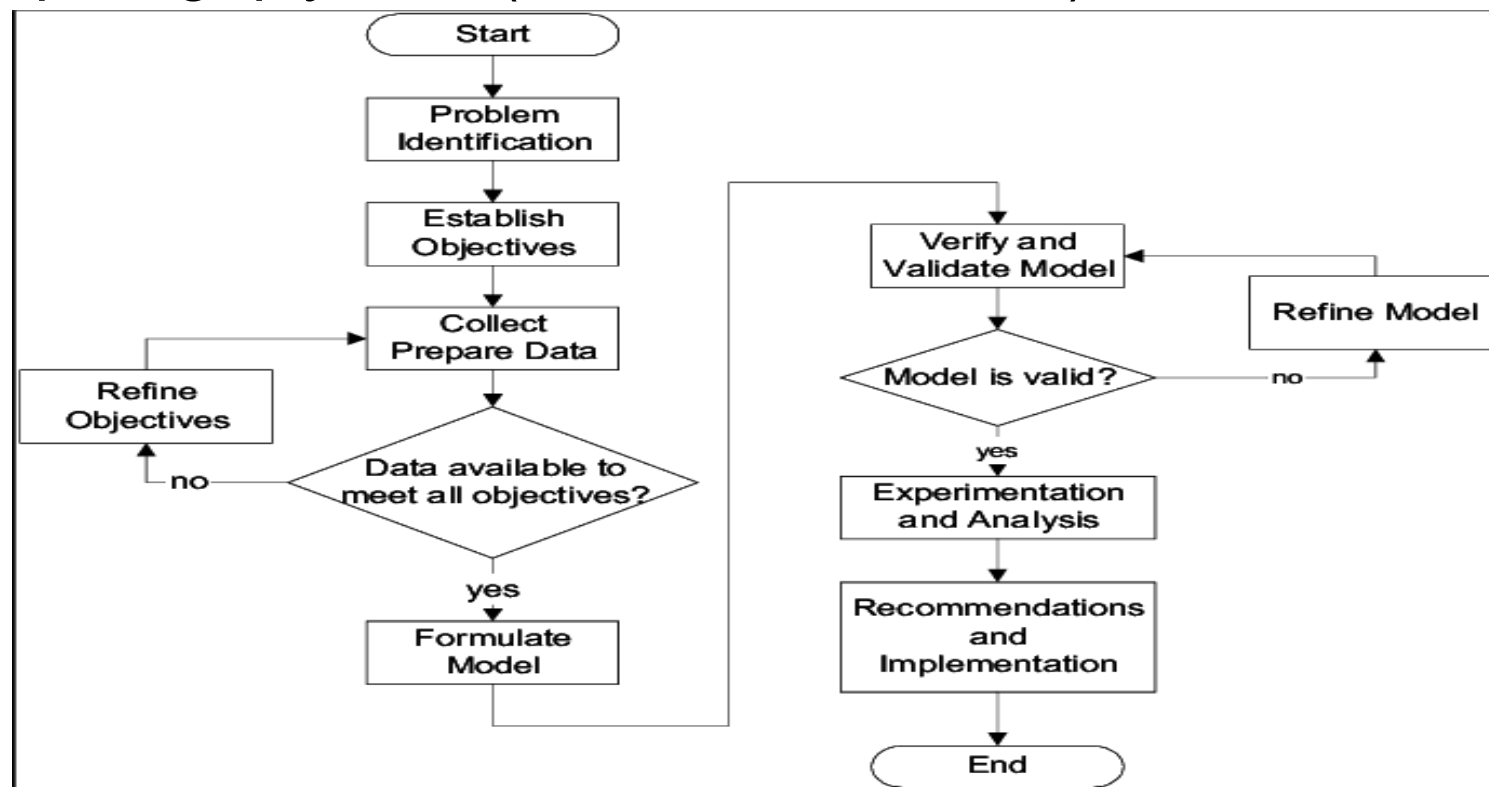 Start
Problem
Identification
Establish
Objectives
Collect
Prepare Data
Refine
Objectives
no
Data available to
meet all objectives?
yes
Formulate
Model
Verify and
Validate Model
Refine Model
Model is valid?
no
yes
Experimentation
and Analysis
Recommendations
and
Implementation
End